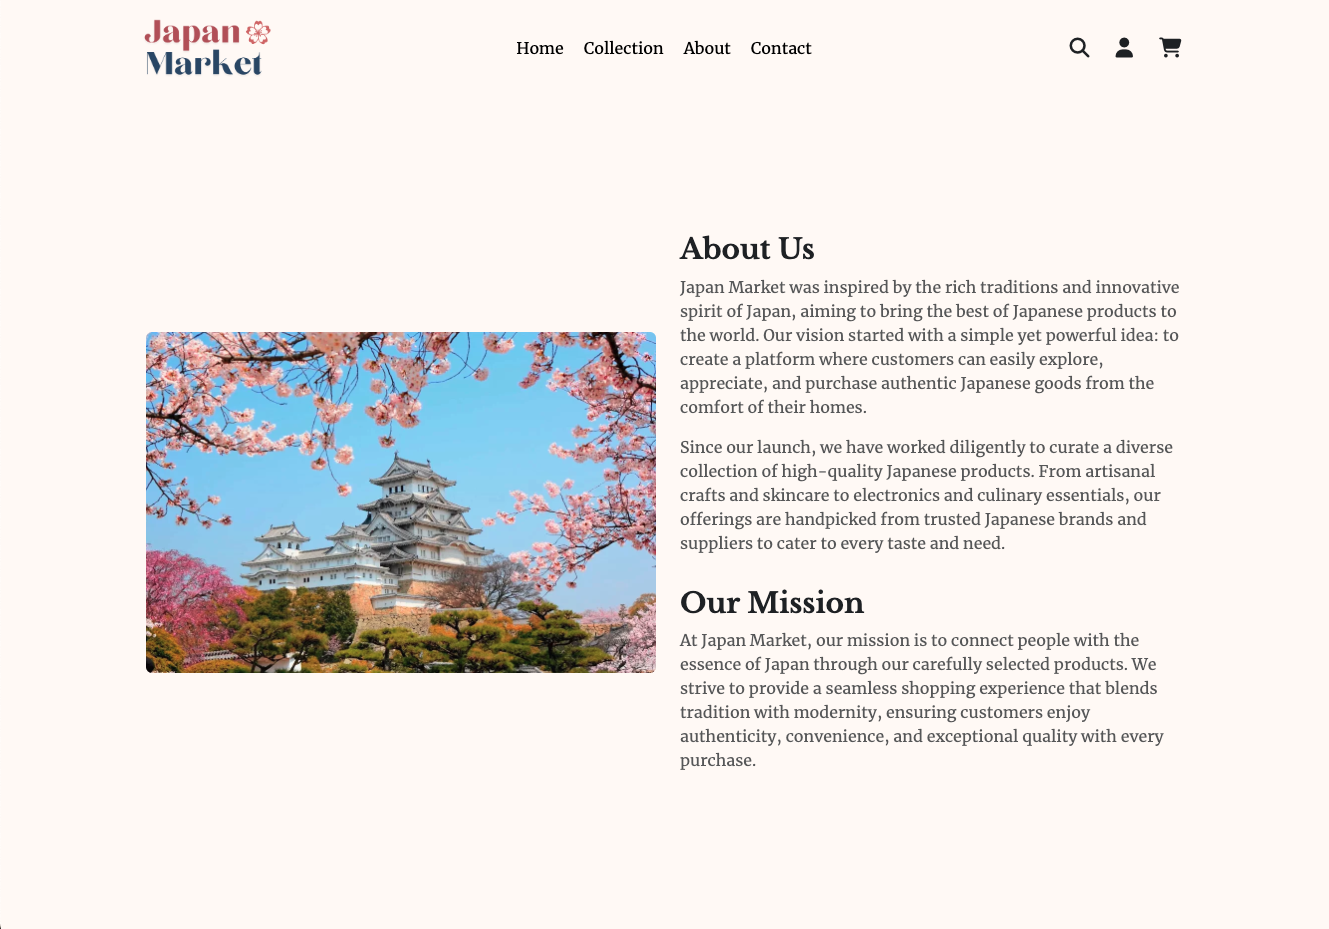 Japan
Market
Home Collection About Contact
About Us
Japan Market was inspired by the rich traditions and innovative
spirit of Japan, aiming to bring the best of Japanese products to
the world. Our vision started with a simple yet powerful idea: to
create a platform where customers can easily explore,
appreciate, and purchase authentic Japanese goods from the
comfort of their homes.
Since our launch, we have worked diligently to curate a diverse
collection of high-quality Japanese products. From artisanal
crafts and skincare to electronics and culinary essentials, our
offerings are handpicked from trusted Japanese brands and
suppliers to cater to every taste and need.
Our Mission
At Japan Market, our mission is to connect people with the
essence of Japan through our carefully selected products. We
strive to provide a seamless shopping experience that blends
tradition with modernity, ensuring customers enjoy
authenticity, convenience, and exceptional quality with every
purchase.